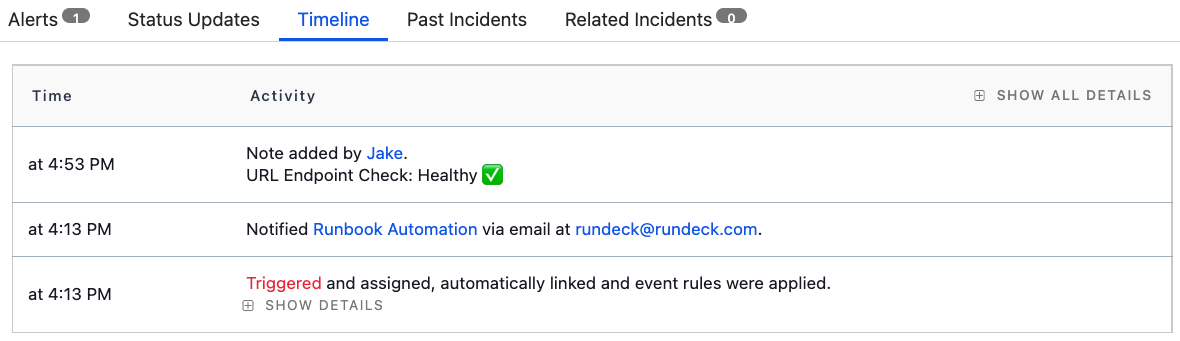 Alerts 1 Status Updates Timeline Past Incidents Related Incidents 0
Time Activity SHOW ALL DETAILS
at 4:53 PM Note added by Jake.
URL Endpoint Check: Healthy ✅
at 4:13 PM Notified Runbook Automation via email at rundeck@rundeck.com.
at 4:13 PM Triggered and assigned, automatically linked and event rules were applied.
SHOW DETAILS